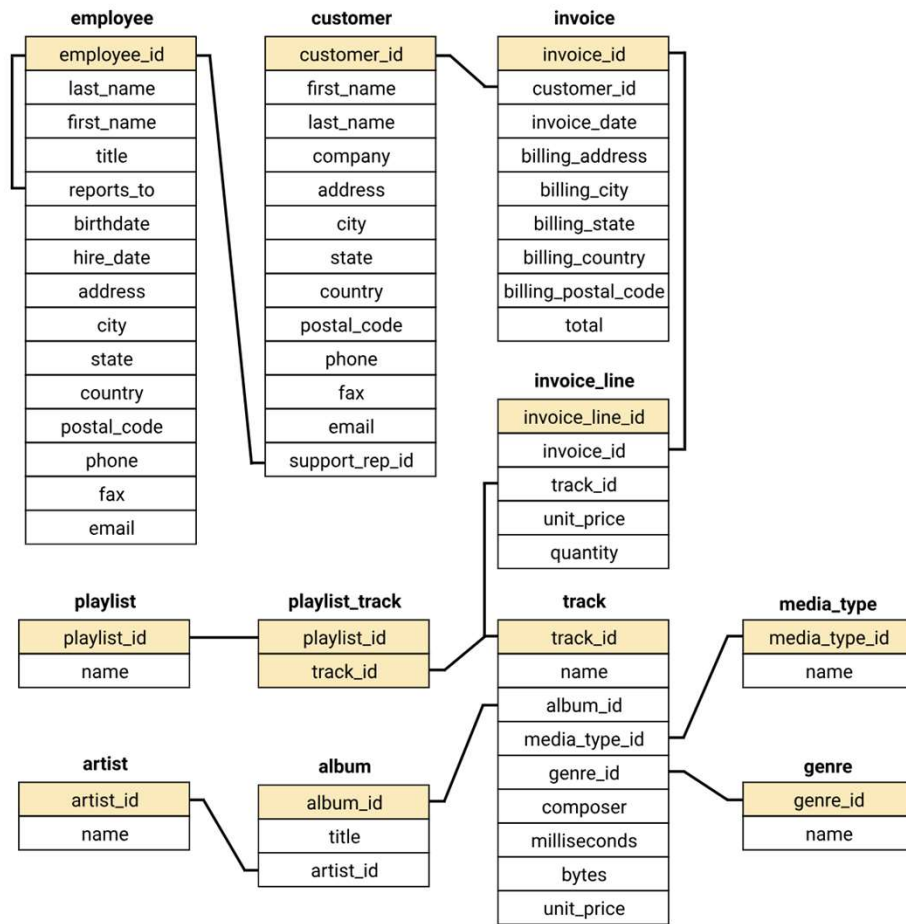 employee
employee_id
last_name
first_name
title
reports_to
birthdate
hire_date
address
city
state
country
postal_code
phone
fax
email
customer
customer_id
first_name
last_name
company
address
city
state
country
postal_code
phone
fax
email
support_rep_id
invoice
invoice_id
customer_id
invoice_date
billing_address
billing_city
billing_state
billing_country
billing_postal_code
total
invoice_line
invoice_line_id
invoice_id
track_id
unit_price
quantity
playlist
playlist_id
name
playlist_track
playlist_id
track_id
track
track_id
name
album_id
media_type_id
genre_id
composer
milliseconds
bytes
unit_price
media_type
media_type_id
name
artist
artist_id
name
album
album_id
title
artist_id
genre
genre_id
name